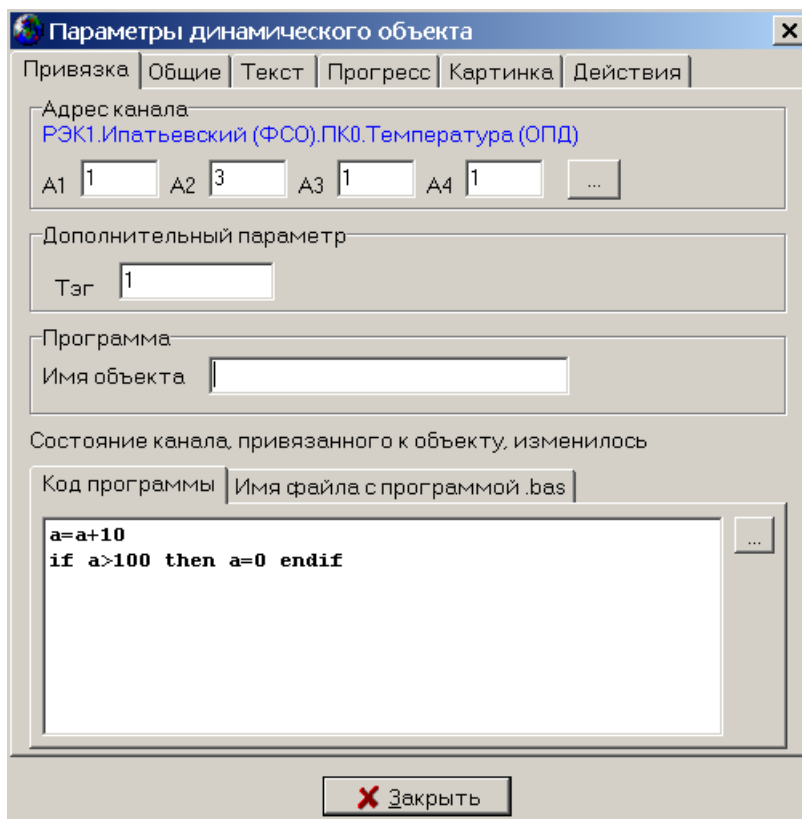 Параметры динамического объекта
Привязка Общие Текст Прогресс Картинка Действия
Адрес канала
РЭК1.Ипатьевский (ФСО).ПК0.Температура (ОПД)
A1 1 A2 3 A3 1 A4 1 ...
Дополнительный параметр
Тэг 1
Программа
Имя объекта
Состояние канала, привязанного к объекту, изменилось
Код программы Имя файла с программой .bas
a=a+10
...
if a>100 then a=0 endif
Закрыть